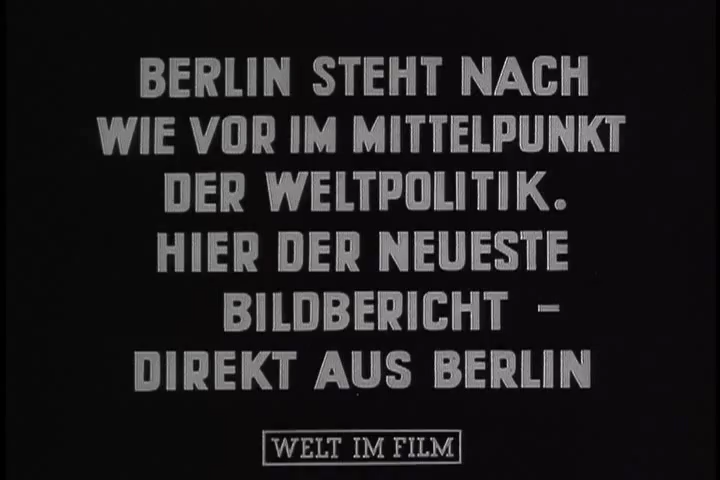 BERLIN STEHT NACH
WIE VOR IM MITTELPUNKT
DER WELTPOLITIK.
HIER DER NEUESTE
BILDBERICHT –
DIREKT AUS BERLIN
WELT IM FILM